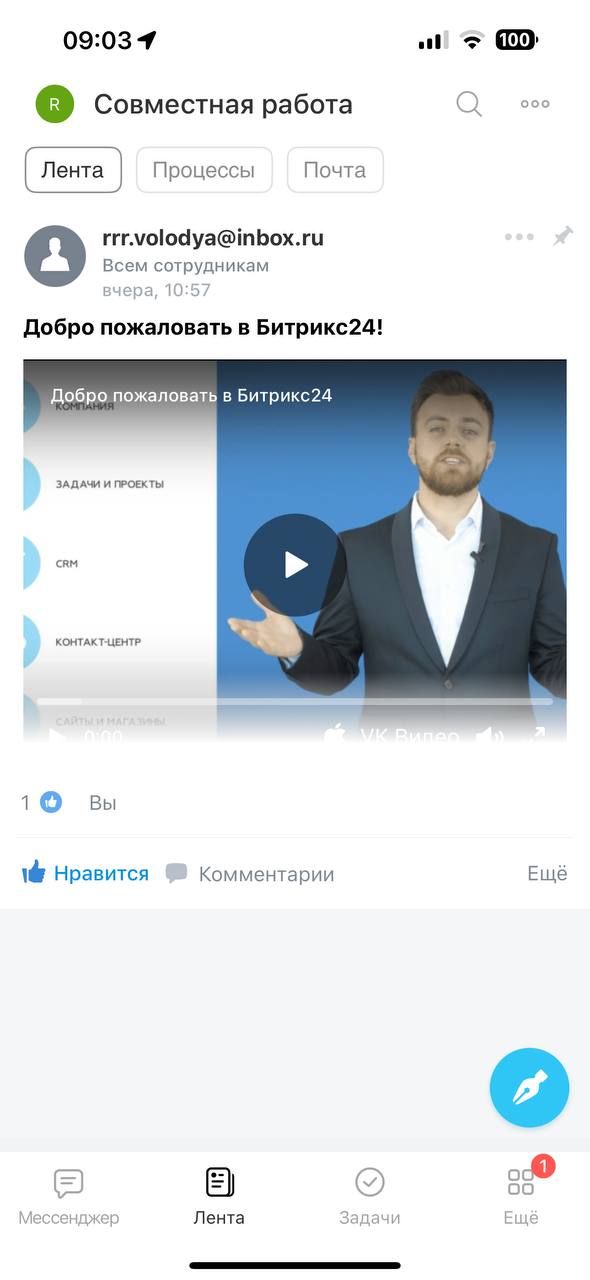 09:03
100
R
Совместная работа
Лента
Процессы
Почта
rrr.volodya@inbox.ru
Всем сотрудникам
вчера, 10:57
Добро пожаловать в Битрикс24!
Добро пожаловать в Битрикс24
КОМПАНИЯ
ЗАДАЧИ И ПРОЕКТЫ
CRM
КОНТАКТ-ЦЕНТР
САЙТЫ И МАГАЗИНЫ
0:00
VK Видео
1
Вы
Нравится
Комментарии
Ещё
1
Мессенджер
Лента
Задачи
Ещё